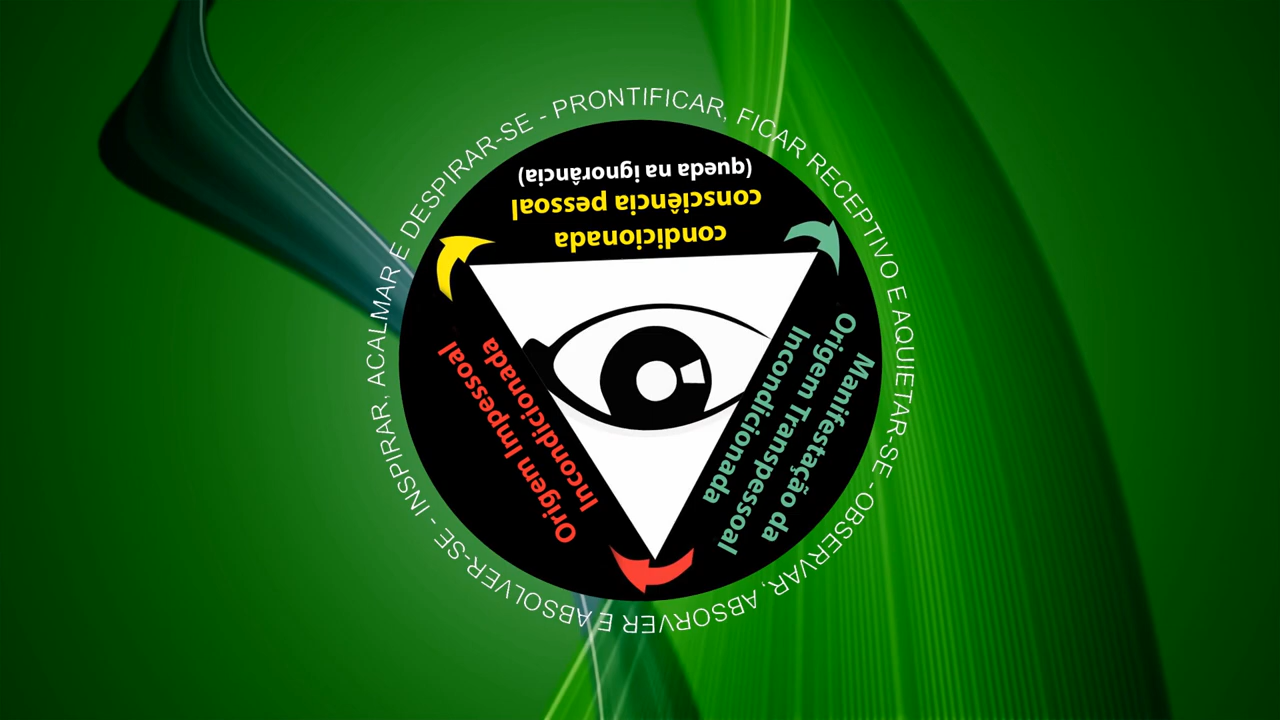 INSPIRAR, ACALMAR E DESPIRAR-SE - PRONTIFICAR, FICAR RECEPTIVO E AQUIETAR-SE - OBSERVAR, ABSORVER E ABSOLVER-SE -
condicionada
consciência pessoal
(queda na ignorância)
Manifestação da
Origem Transpessoal
Incondicionada
Origem Impessoal
Incondicionada